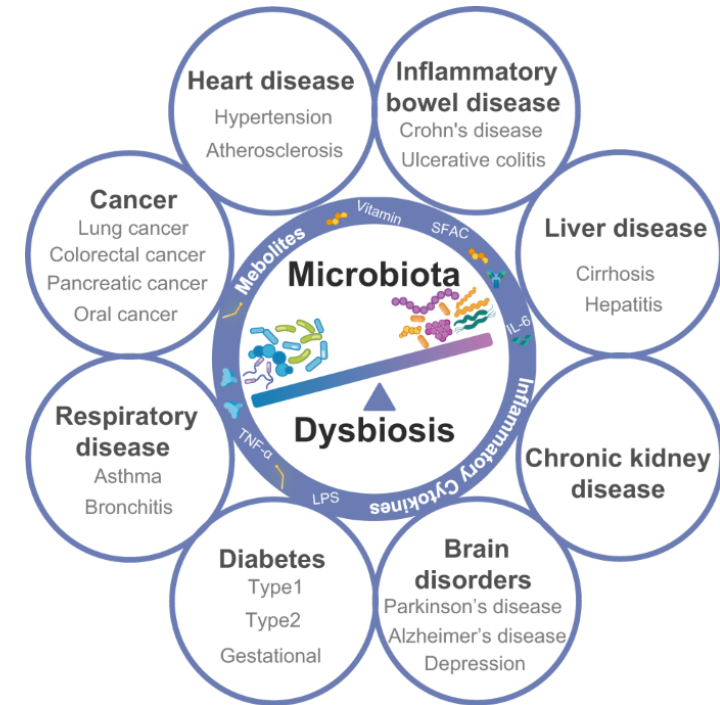 Heart disease
Hypertension
Atherosclerosis
Inflammatory
bowel disease
Crohn's disease
Ulcerative colitis
Cancer
Lung cancer
Colorectal cancer
Pancreatic cancer
Oral cancer
Liver disease
Cirrhosis
Hepatitis
Mebolites
Vitamin
SFAC
IL-6
Inflammatory Cytokines
LPS
TNF-α
Microbiota
Dysbiosis
Respiratory
disease
Asthma
Bronchitis
Chronic kidney
disease
Diabetes
Type1
Type2
Gestational
Brain
disorders
Parkinson’s disease
Alzheimer’s disease
Depression